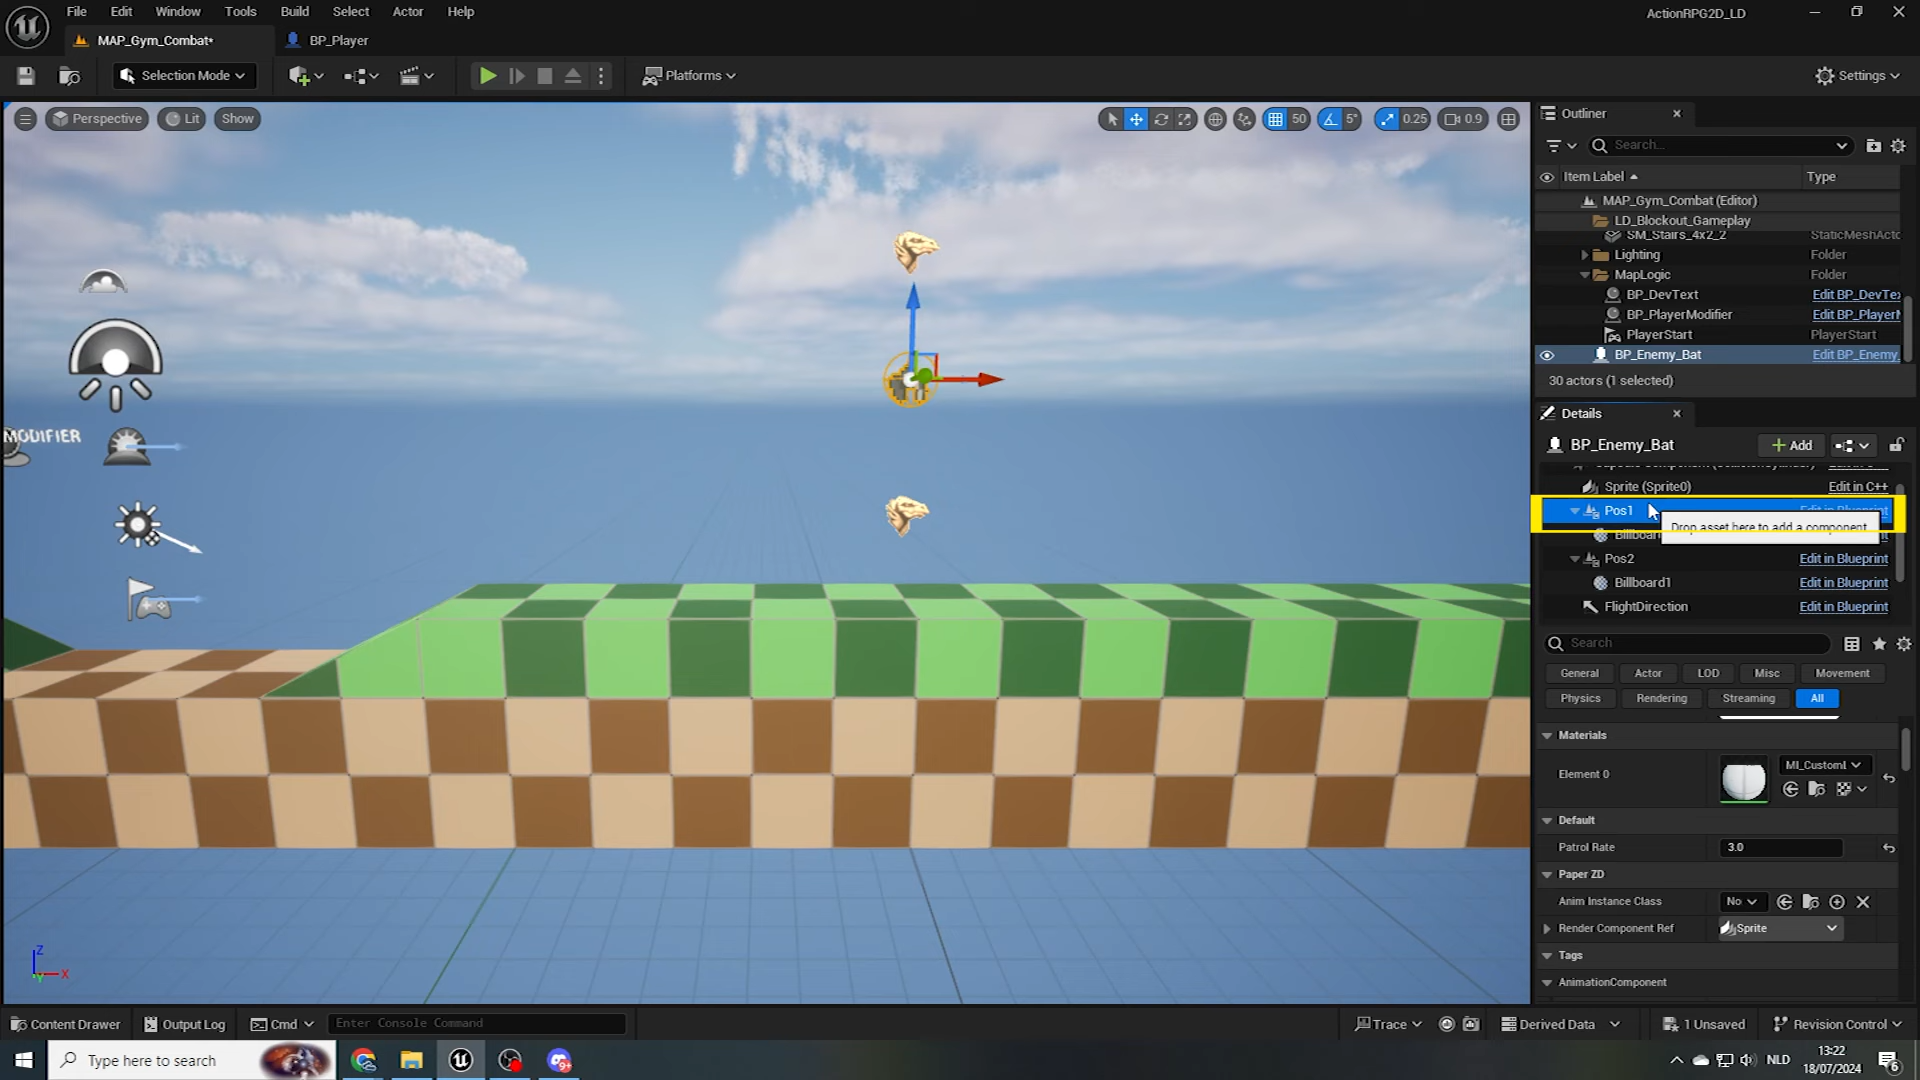 File Edit Window Tools Build Select Actor Help
ActionRPG2D_LD
MAP_Gym_Combat*
BP_Player
Selection Mode
Platforms
Settings
Perspective
Lit
Show
50
5°
0.25
0.9
Outliner
Search...
Item Label
Type
MAP_Gym_Combat (Editor)
LD_Blockout_Gameplay
SM_Stairs_4x2_2
StaticMeshActo
Lighting
Folder
MapLogic
Folder
BP_DevText
Edit BP_DevTex
BP_PlayerModifier
Edit BP_PlayerM
PlayerStart
PlayerStart
BP_Enemy_Bat
Edit BP_Enemy_
30 actors (1 selected)
MODIFIER
Details
BP_Enemy_Bat
Add
Sprite (Sprite0)
Edit in C++
Pos1
Edit in Blueprint
Drop asset here to add a component
Billboar
Pos2
Edit in Blueprint
Billboard1
Edit in Blueprint
FlightDirection
Edit in Blueprint
Search
General
Actor
LOD
Misc
Movement
Physics
Rendering
Streaming
All
Materials
Element 0
MI_Custom
Default
Patrol Rate
3.0
Paper ZD
Anim Instance Class
No
Render Component Ref
Sprite
Tags
AnimationComponent
Z
X
Content Drawer
Output Log
Cmd
Enter Console Command
Trace
Derived Data
1 Unsaved
Revision Control
Type here to search
9+
NLD
13:22
18/07/2024
6